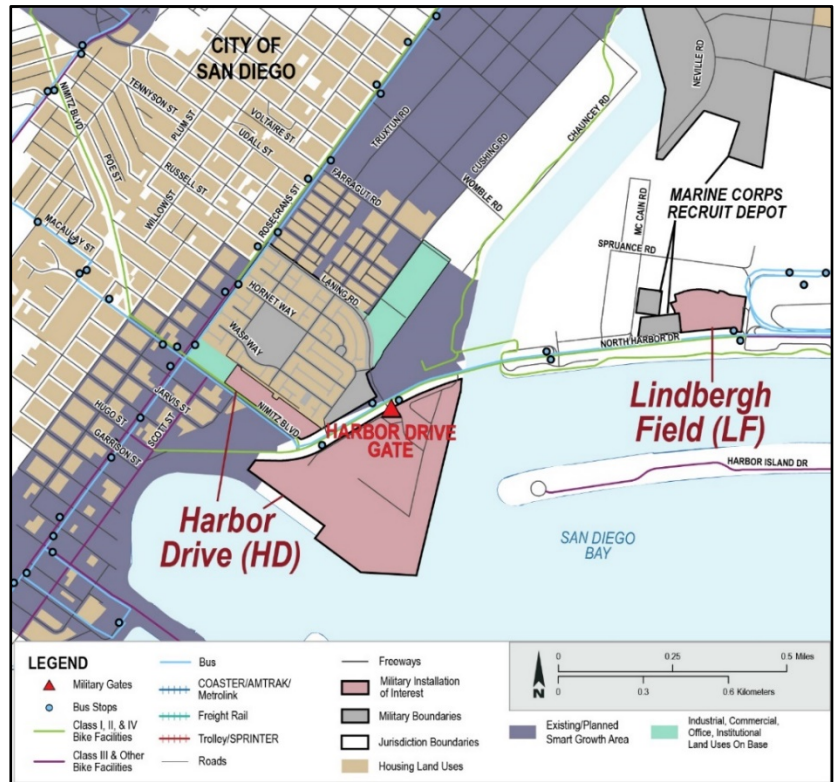 CITY OF
SAN DIEGO
NEVILLE RD
NIMITZ BLVD
TENNYSON ST
PLUM ST
VOLTAIRE ST
UDALL ST
TRUXTUN RD
CHAUNCEY RD
CUSHING RD
WOMBLE RD
POE ST
RUSSELL ST
WILLOW ST
ROSECRANS ST
FARRAGUT RD
MARINE CORPS
RECRUIT DEPOT
MC CAIN RD
SPRUANCE RD
MACAULAY ST
LANING RD
HORNET WAY
WASP WAY
NORTH HARBOR DR
Lindbergh
Field (LF)
JARVIS ST
HUGO ST
SCOTT ST
GARRISON ST
NIMITZ BLVD
HARBOR DRIVE
GATE
HARBOR ISLAND DR
Harbor
Drive (HD)
SAN DIEGO
BAY
LEGEND
Military Gates
Bus Stops
Class I, II, & IV
Bike Facilities
Class III & Other
Bike Facilities
Bus
COASTER/AMTRAK/
Metrolink
Freight Rail
Trolley/SPRINTER
Roads
Freeways
Military Installation
of Interest
Military Boundaries
Jurisdiction Boundaries
Housing Land Uses
0 0.25 0.5 Miles
N
0 0.3 0.6 Kilometers
Existing/Planned
Smart Growth Area
Industrial, Commercial,
Office, Institutional
Land Uses On Base